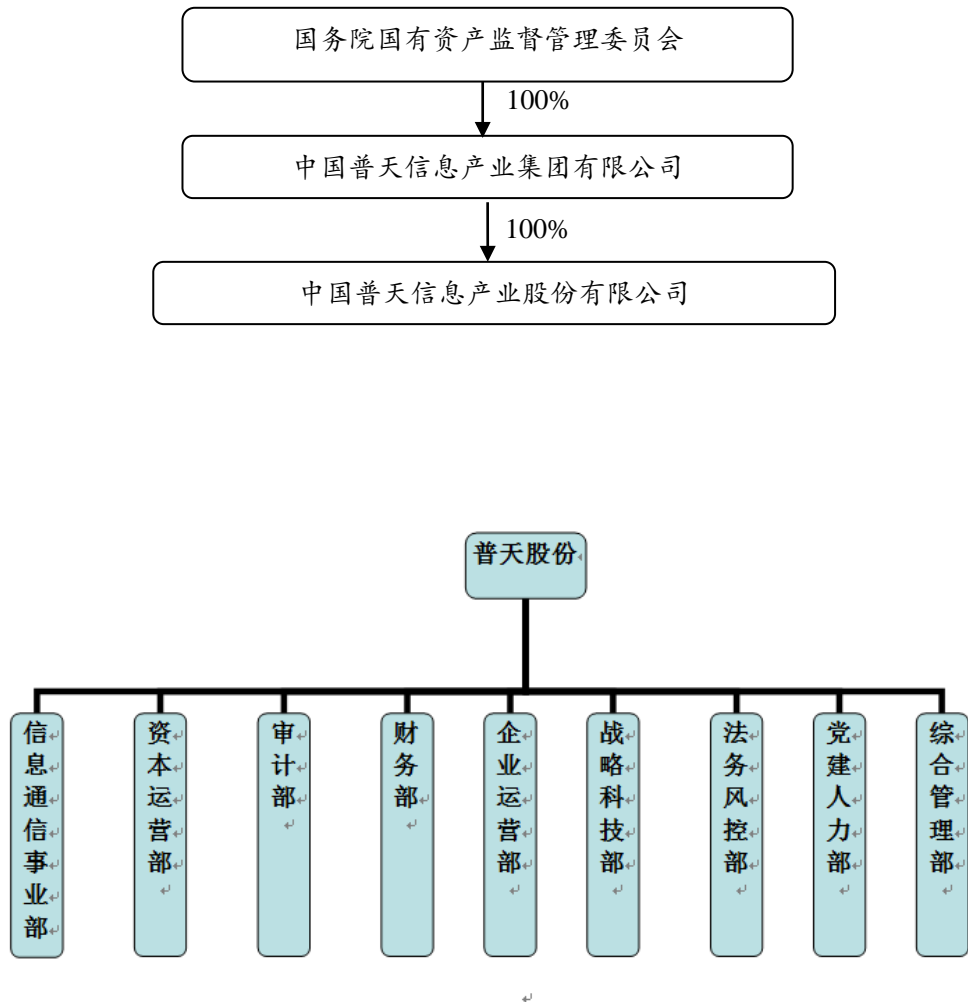 国务院国有资产监督管理委员会
100%
中国普天信息产业集团有限公司
100%
中国普天信息产业股份有限公司
普天股份
信息通信事业部
资本运营部
审计部
财务部
企业运营部
战略科技部
法务风控部
党建人力部
综合管理部